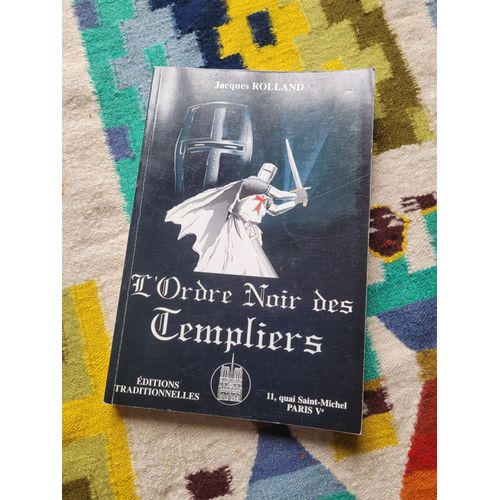 Jacques ROLLAND
L'Ordre Noir des
Templiers
ÉDITIONS
TRADITIONNELLES
11, quai Saint-Michel
PARIS Vᵉ